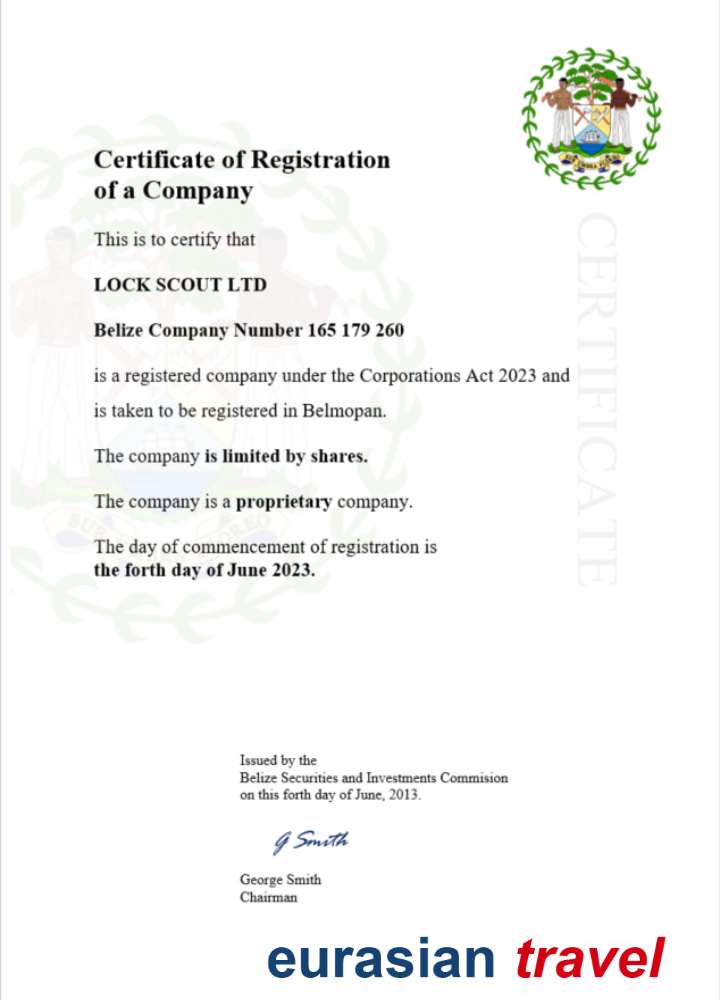 Certificate of Registration
of a Company
This is to certify that
LOCK SCOUT LTD
Belize Company Number 165 179 260
is a registered company under the Corporations Act 2023 and
is taken to be registered in Belmopan.
The company is limited by shares.
The company is a proprietary company.
The day of commencement of registration is
the forth day of June 2023.
CERTIFICATE
Issued by the
Belize Securities and Investments Commision
on this forth day of June, 2013.
G Smith
George Smith
Chairman
eurasian travel